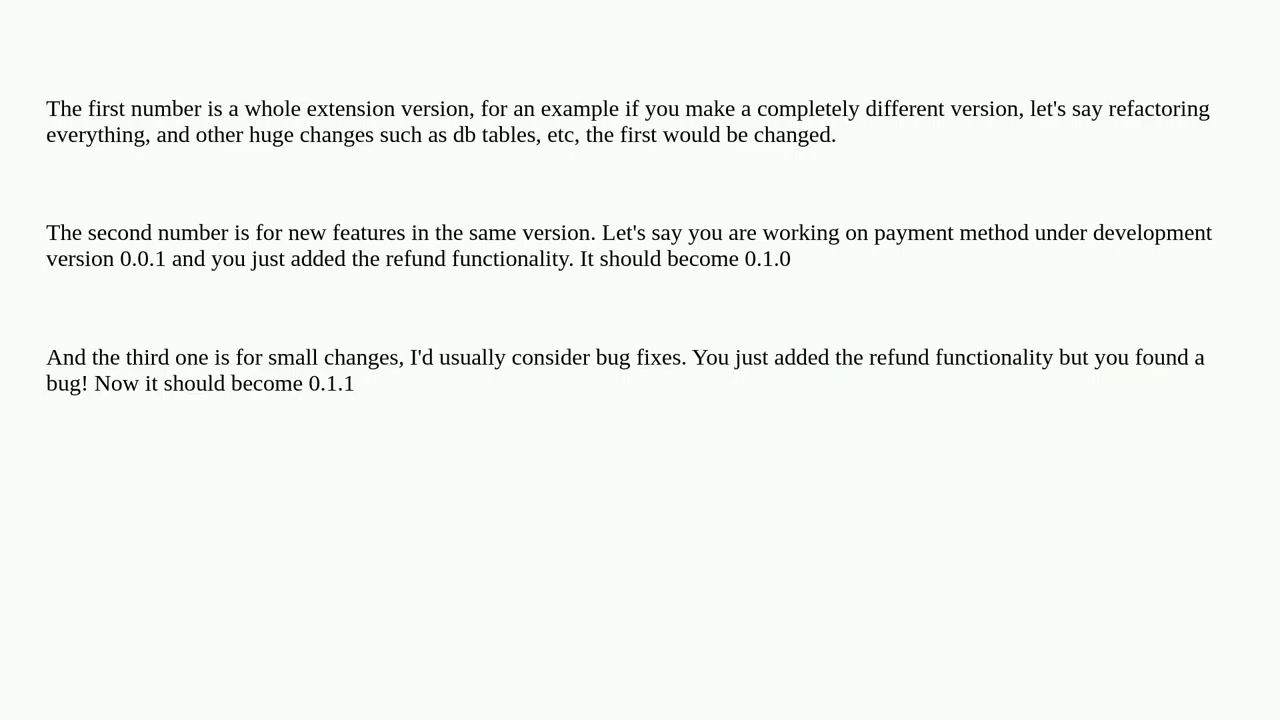 The first number is a whole extension version, for an example if you make a completely different version, let's say refactoring
everything, and other huge changes such as db tables, etc, the first would be changed.
The second number is for new features in the same version. Let's say you are working on payment method under development
version 0.0.1 and you just added the refund functionality. It should become 0.1.0
And the third one is for small changes, I'd usually consider bug fixes. You just added the refund functionality but you found a
bug! Now it should become 0.1.1